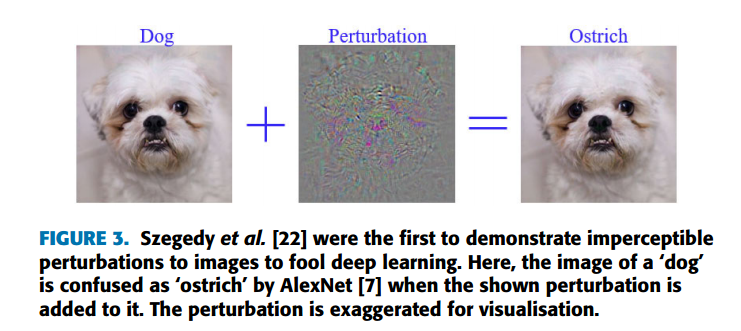 Dog Perturbation Ostrich
+ =
FIGURE 3. Szegedy et al. [22] were the first to demonstrate imperceptible
perturbations to images to fool deep learning. Here, the image of a ‘dog’
is confused as ‘ostrich’ by AlexNet [7] when the shown perturbation is
added to it. The perturbation is exaggerated for visualisation.